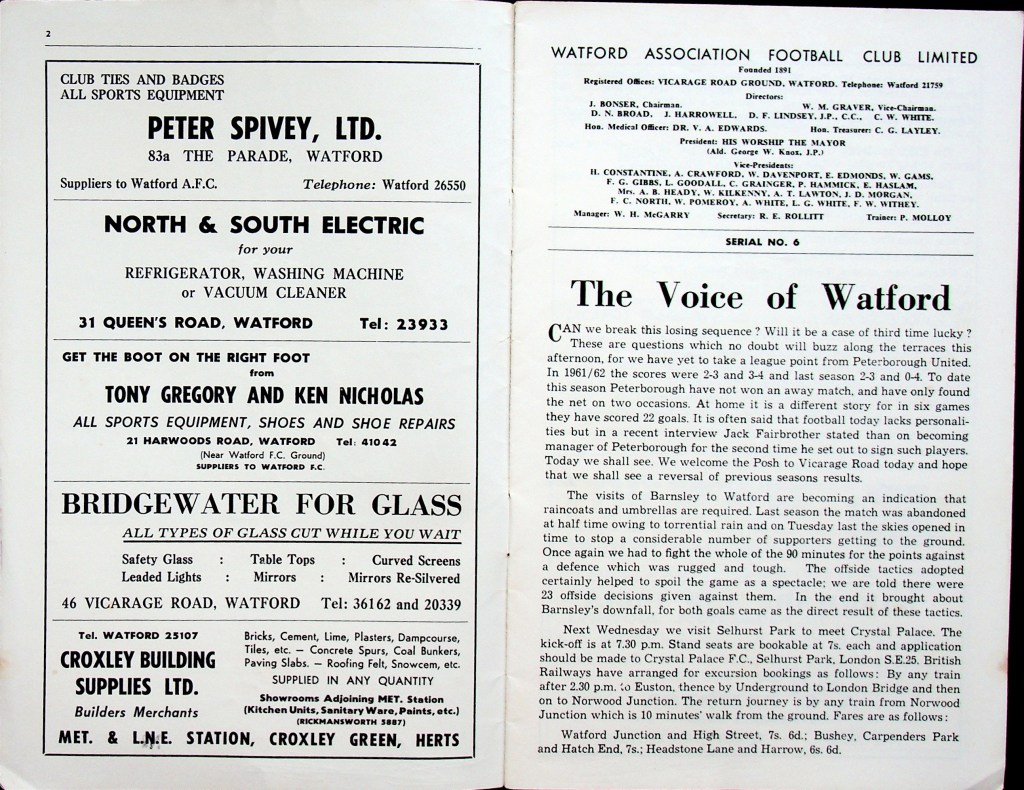 2
CLUB TIES AND BADGES
ALL SPORTS EQUIPMENT
PETER SPIVEY, LTD.
83a THE PARADE, WATFORD
Suppliers to Watford A.F.C. Telephone: Watford 26550
NORTH & SOUTH ELECTRIC
for your
REFRIGERATOR, WASHING MACHINE
or VACUUM CLEANER
31 QUEEN'S ROAD, WATFORD Tel: 23933
GET THE BOOT ON THE RIGHT FOOT
from
TONY GREGORY AND KEN NICHOLAS
ALL SPORTS EQUIPMENT, SHOES AND SHOE REPAIRS
21 HARWOODS ROAD, WATFORD Tel: 41042
(Near Watford F.C. Ground)
SUPPLIERS TO WATFORD F.C.
BRIDGEWATER FOR GLASS
ALL TYPES OF GLASS CUT WHILE YOU WAIT
Safety Glass : Table Tops : Curved Screens
Leaded Lights : Mirrors : Mirrors Re-Silvered
46 VICARAGE ROAD, WATFORD Tel: 36162 and 20339
Tel. WATFORD 25107
CROXLEY BUILDING
SUPPLIES LTD.
Builders Merchants
Bricks, Cement, Lime, Plasters, Dampcourse,
Tiles, etc. — Concrete Spurs, Coal Bunkers,
Paving Slabs. — Roofing Felt, Snowcem, etc.
SUPPLIED IN ANY QUANTITY
Showrooms Adjoining MET. Station
(Kitchen Units, Sanitary Ware, Paints, etc.)
(RICKMANSWORTH 5887)
MET. & L.N.E. STATION, CROXLEY GREEN, HERTS
WATFORD ASSOCIATION FOOTBALL CLUB LIMITED
Founded 1891
Registered Offices: VICARAGE ROAD GROUND, WATFORD. Telephone: Watford 21759
Directors:
J. BONSER, Chairman. W. M. GRAVER, Vice-Chairman.
D. N. BROAD, J. HARROWELL, D. F. LINDSEY, J.P., C.C., C. W. WHITE.
Hon. Medical Officer: DR. V. A. EDWARDS. Hon. Treasurer: C. G. LAYLEY.
President: HIS WORSHIP THE MAYOR
(Ald. George W. Knox, J.P.)
Vice-Presidents:
H. CONSTANTINE, A. CRAWFORD, W. DAVENPORT, E. EDMONDS, W. GAMS,
F. G. GIBBS, L. GOODALL, C. GRAINGER, P. HAMMICK, E. HASLAM,
Mrs. A. B. HEADY, W. KILKENNY, A. T. LAWTON, J. D. MORGAN,
F. C. NORTH, W. POMEROY, A. WHITE, L. G. WHITE, F. W. WITHEY.
Manager: W. H. McGARRY Secretary: R. E. ROLLITT Trainer: P. MOLLOY
SERIAL NO. 6
The Voice of Watford
CAN we break this losing sequence? Will it be a case of third time lucky?
These are questions which no doubt will buzz along the terraces this
afternoon, for we have yet to take a league point from Peterborough United.
In 1961/62 the scores were 2-3 and 3-4 and last season 2-3 and 0-4. To date
this season Peterborough have not won an away match, and have only found
the net on two occasions. At home it is a different story for in six games
they have scored 22 goals. It is often said that football today lacks personali-
ties but in a recent interview Jack Fairbrother stated than on becoming
manager of Peterborough for the second time he set out to sign such players.
Today we shall see. We welcome the Posh to Vicarage Road today and hope
that we shall see a reversal of previous seasons results.
The visits of Barnsley to Watford are becoming an indication that
raincoats and umbrellas are required. Last season the match was abandoned
at half time owing to torrential rain and on Tuesday last the skies opened in
time to stop a considerable number of supporters getting to the ground.
Once again we had to fight the whole of the 90 minutes for the points against
a defence which was rugged and tough. The offside tactics adopted
certainly helped to spoil the game as a spectacle; we are told there were
23 offside decisions given against them. In the end it brought about
Barnsley's downfall, for both goals came as the direct result of these tactics.
Next Wednesday we visit Selhurst Park to meet Crystal Palace. The
kick-off is at 7.30 p.m. Stand seats are bookable at 7s. each and application
should be made to Crystal Palace F.C., Selhurst Park, London S.E.25. British
Railways have arranged for excursion bookings as follows: By any train
after 2.30 p.m. to Euston, thence by Underground to London Bridge and then
on to Norwood Junction. The return journey is by any train from Norwood
Junction which is 10 minutes' walk from the ground. Fares are as follows:
Watford Junction and High Street, 7s. 6d.; Bushey, Carpenders Park
and Hatch End, 7s.; Headstone Lane and Harrow, 6s. 6d.